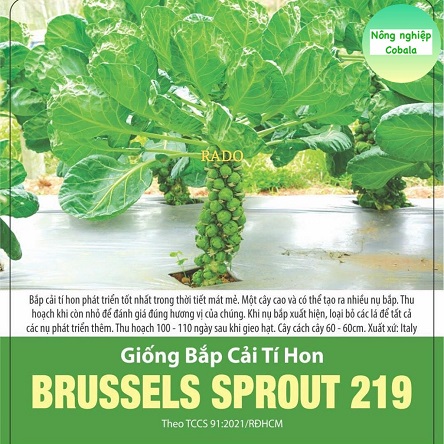 Nông nghiệp
Cobala
RADO
Bắp cải tí hon phát triển tốt nhất trong thời tiết mát mẻ. Một cây cao và có thể tạo ra nhiều nụ bắp. Thu
hoạch khi còn nhỏ để đánh giá đúng hương vị của chúng. Khi nụ bắp xuất hiện, loại bỏ các lá để tất cả
các nụ phát triển thêm. Thu hoạch 100 - 110 ngày sau khi gieo hạt. Cây cách cây 60 - 60cm. Xuất xứ: Italy
Giống Bắp Cải Tí Hon
BRUSSELS SPROUT 219
Theo TCCS 91:2021/RĐHCM